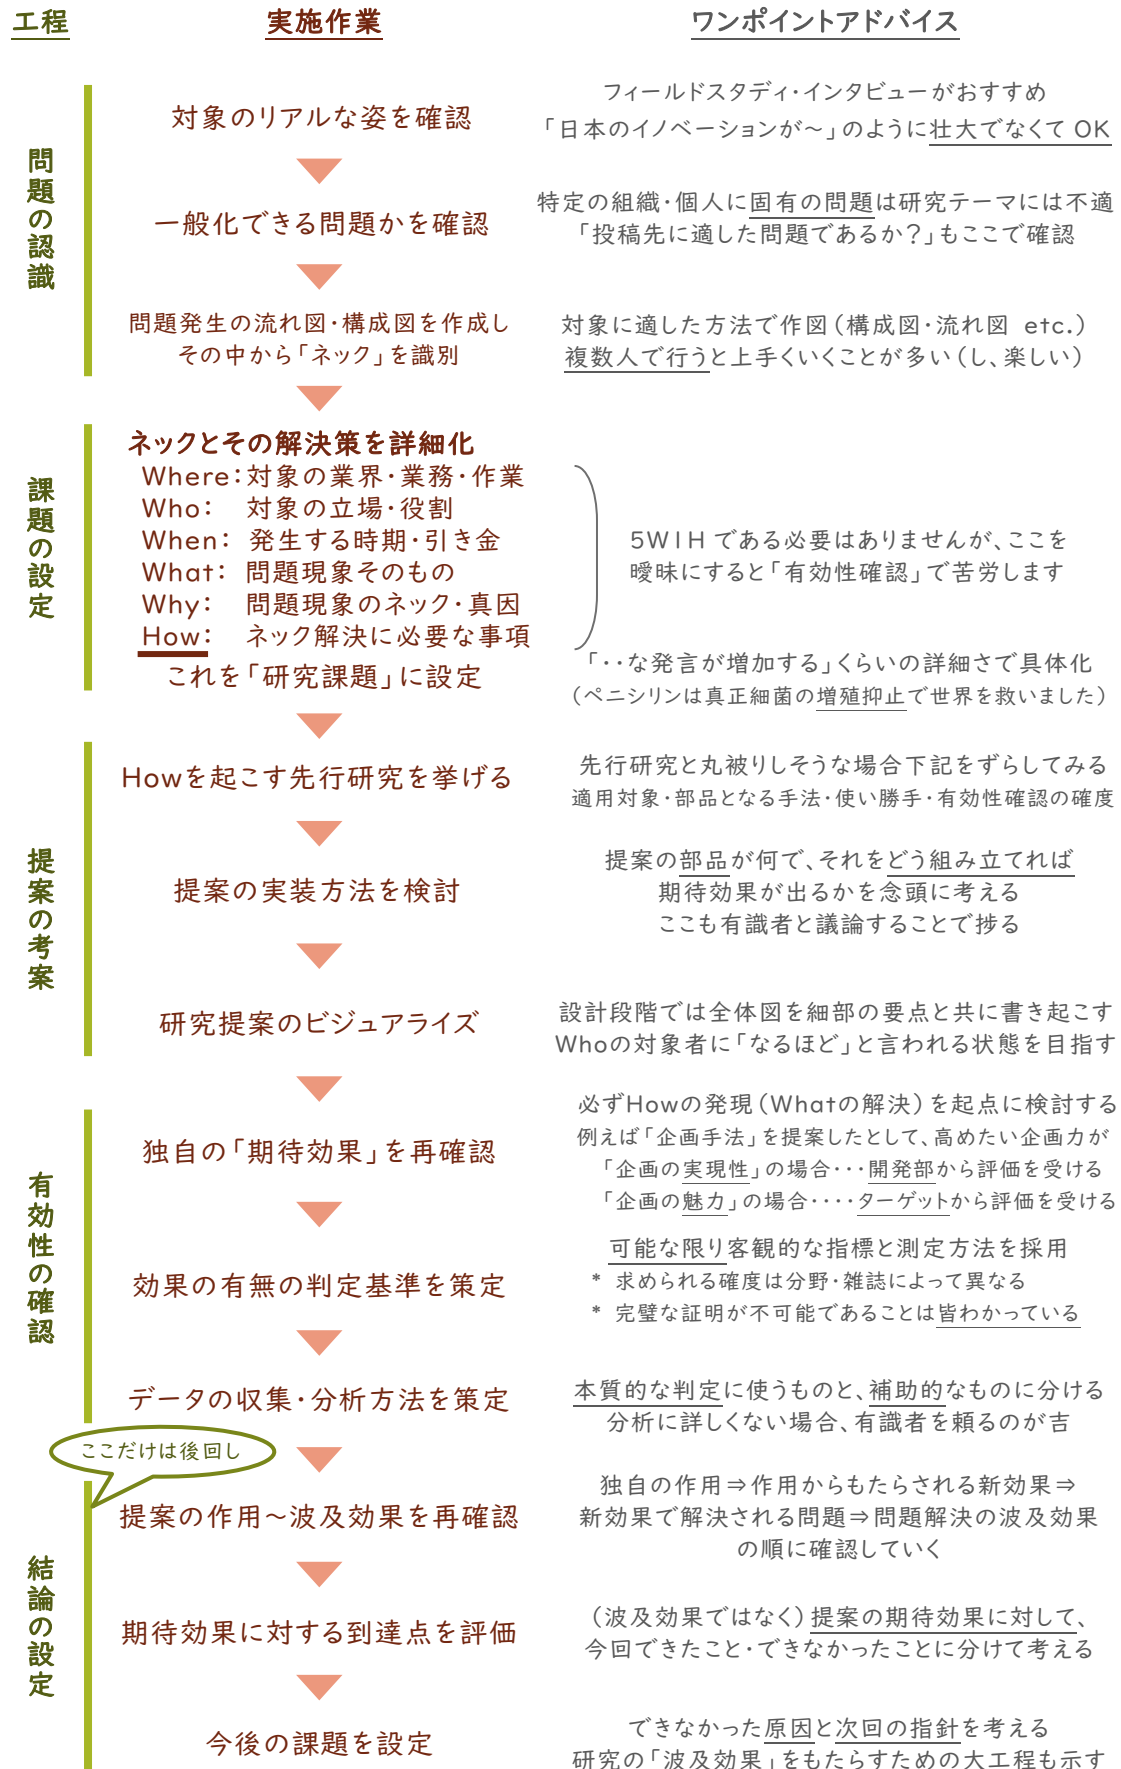 工程
実施作業
ワンポイントアドバイス
問題の認識
対象のリアルな姿を確認
フィールドスタディ・インタビューがおすすめ
「日本のイノベーションが～」のように壮大でなくて OK
一般化できる問題かを確認
特定の組織・個人に固有の問題は研究テーマには不適
「投稿先に適した問題であるか？」もここで確認
問題発生の流れ図・構成図を作成し
その中から「ネック」を識別
対象に適した方法で作図（構成図・流れ図 etc.）
複数人で行うと上手くいくことが多い（し、楽しい）
課題の設定
ネックとその解決策を詳細化
Where：対象の業界・業務・作業
Who： 対象の立場・役割
When： 発生する時期・引き金
What： 問題現象そのもの
Why： 問題現象のネック・真因
How： ネック解決に必要な事項
これを「研究課題」に設定
5W1H である必要はありませんが、ここを
曖昧にすると「有効性確認」で苦労します
「・・な発言が増加する」くらいの詳細さで具体化
（ペニシリンは真正細菌の増殖抑止で世界を救いました）
提案の考案
Howを起こす先行研究を挙げる
先行研究と丸被りしそうな場合下記をずらしてみる
適用対象・部品となる手法・使い勝手・有効性確認の確度
提案の実装方法を検討
提案の部品が何で、それをどう組み立てれば
期待効果が出るかを念頭に考える
ここも有識者と議論することで捗る
研究提案のビジュアライズ
設計段階では全体図を細部の要点と共に書き起こす
Whoの対象者に「なるほど」と言われる状態を目指す
有効性の確認
独自の「期待効果」を再確認
必ずHowの発現（Whatの解決）を起点に検討する
例えば「企画手法」を提案したとして、高めたい企画力が
「企画の実現性」の場合・・・開発部から評価を受ける
「企画の魅力」の場合・・・・ターゲットから評価を受ける
効果の有無の判定基準を策定
可能な限り客観的な指標と測定方法を採用
* 求められる確度は分野・雑誌によって異なる
* 完璧な証明が不可能であることは皆わかっている
データの収集・分析方法を策定
本質的な判定に使うものと、補助的なものに分ける
分析に詳しくない場合、有識者を頼るのが吉
ここだけは後回し
結論の設定
提案の作用～波及効果を再確認
独自の作用⇒作用からもたらされる新効果⇒
新効果で解決される問題⇒問題解決の波及効果
の順に確認していく
期待効果に対する到達点を評価
（波及効果ではなく）提案の期待効果に対して、
今回できたこと・できなかったことに分けて考える
今後の課題を設定
できなかった原因と次回の指針を考える
研究の「波及効果」をもたらすための大工程も示す